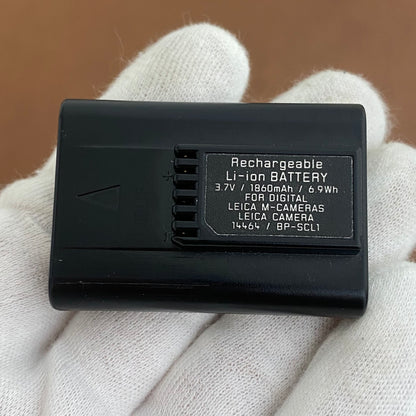 Rechargeable
Li-ion BATTERY
3.7V / 1860mAh / 6.9Wh
FOR DIGITAL
LEICA M-CAMERAS
LEICA CAMERA
14464 / BP-SCL1